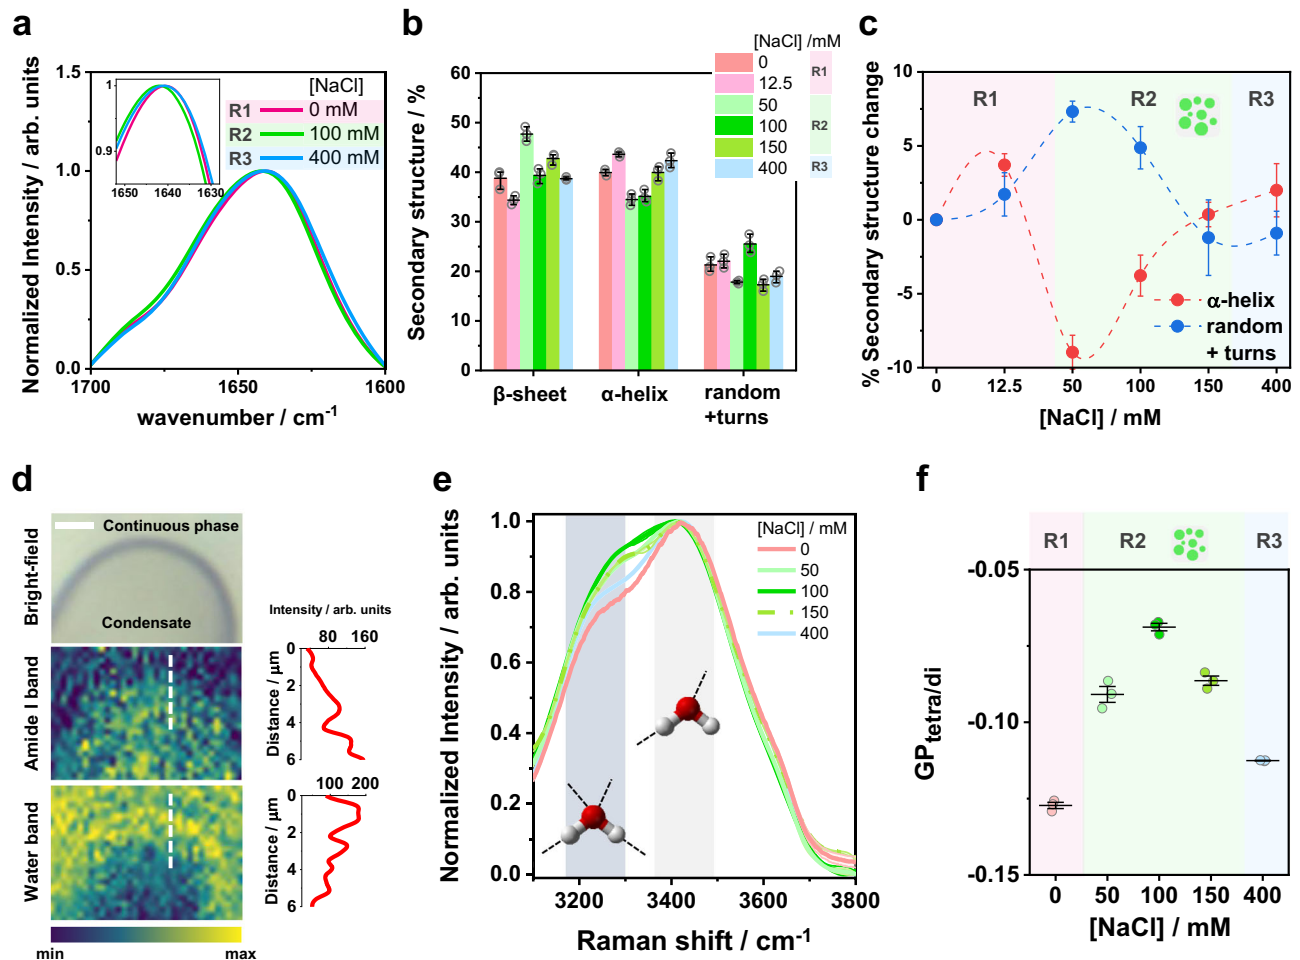 a
Normalized Intensity / arb. units
1.5
1.0
0.5
0.0
1
0.9
1650 1640 1630
[NaCl]
R1 0 mM
R2 100 mM
R3 400 mM
1700 1650 1600
wavenumber / cm-1
b
Secondary structure / %
60
50
40
30
20
10
0
[NaCl] /mM
0
12.5
50
100
150
400
R1
R2
R3
β-sheet α-helix random
+turns
c
% Secondary structure change
10
5
0
-5
-10
R1 R2 R3
α-helix
random
+ turns
0 12.5 50 100 150 400
[NaCl] / mM
d
Bright-field
Continuous phase
Condensate
Amide I band
Water band
Intensity / arb. units
80 160
0
2
4
6
Distance / μm
100 200
0
2
4
6
Distance / μm
min max
e
Normalized Intensity / arb. units
1.0
0.8
0.6
0.4
0.2
0.0
[NaCl] / mM
0
50
100
150
400
3200 3400 3600 3800
Raman shift / cm-1
f
GPtetra/di
R1 R2 R3
-0.05
-0.10
-0.15
0 50 100 150 400
[NaCl] / mM